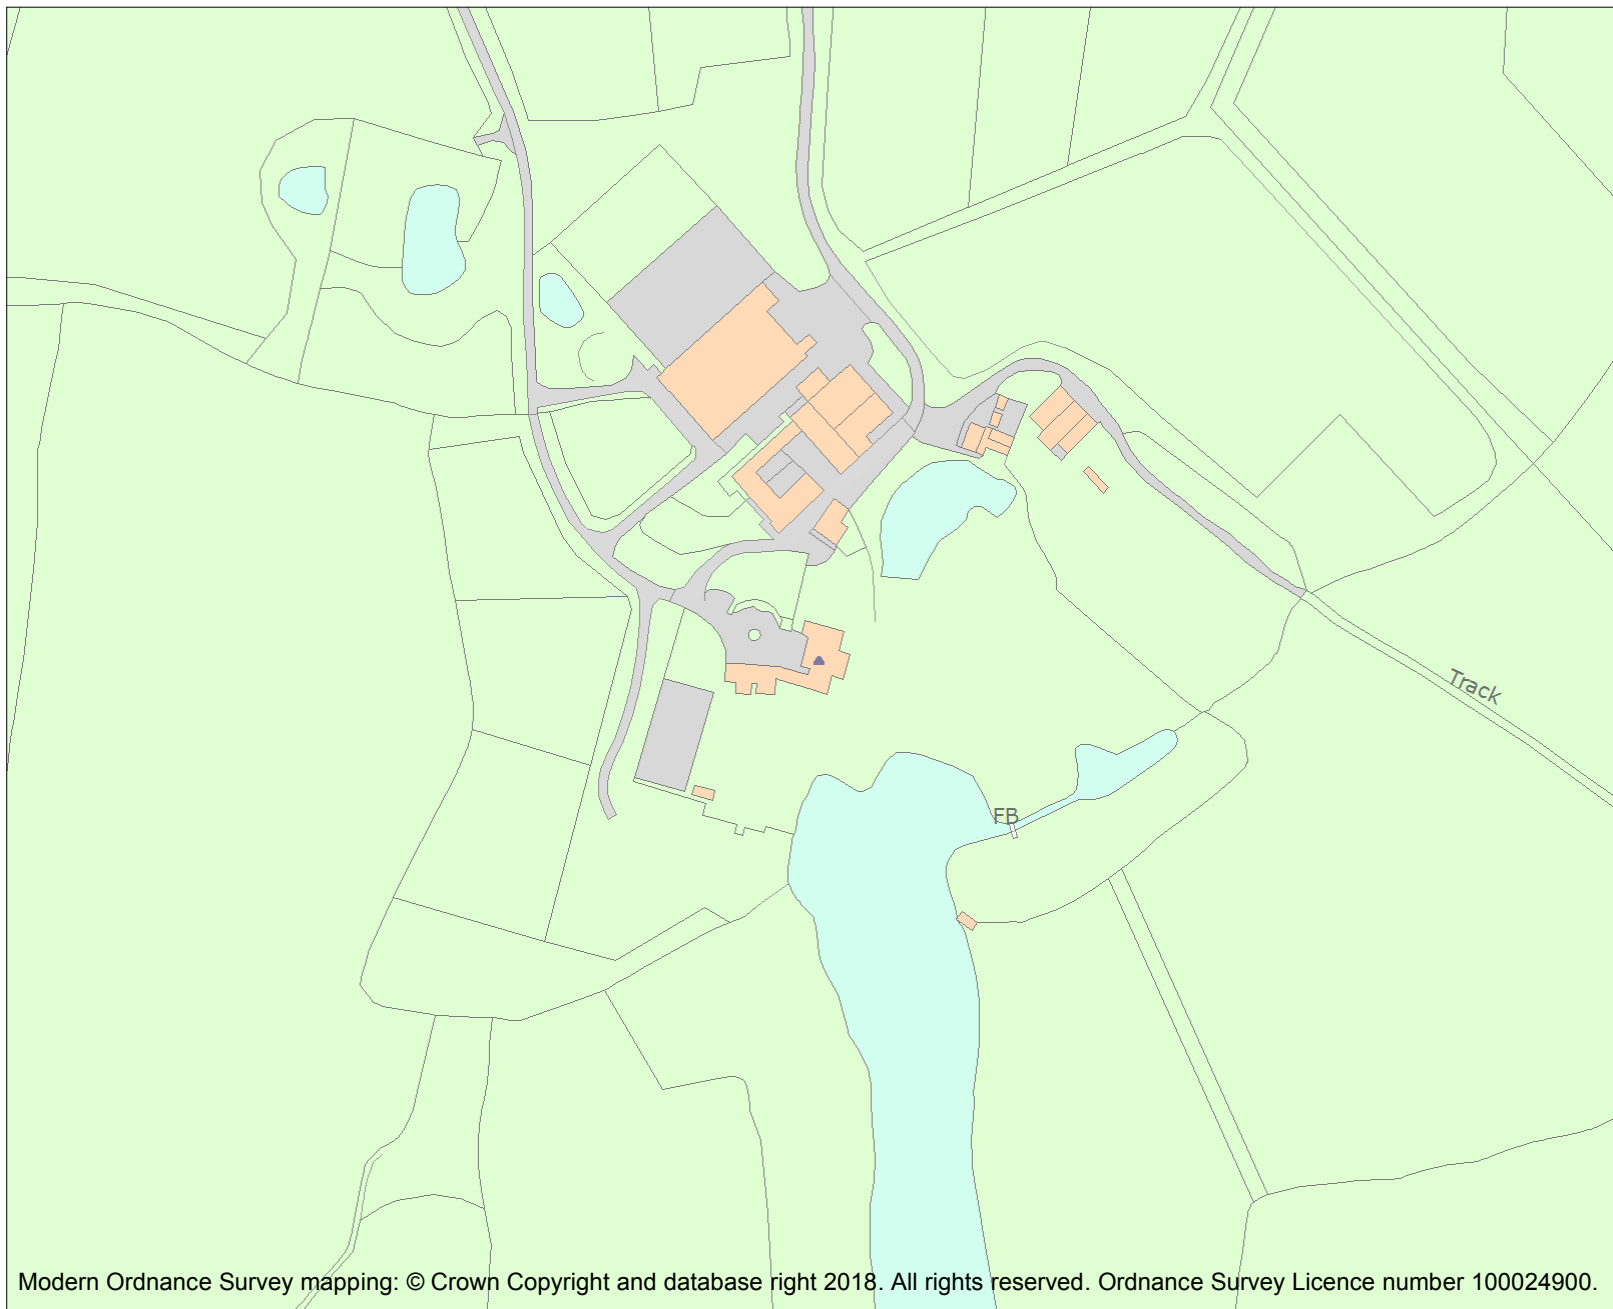 Track
FB
Modern Ordnance Survey mapping: © Crown Copyright and database right 2018. All rights reserved. Ordnance Survey Licence number 100024900.